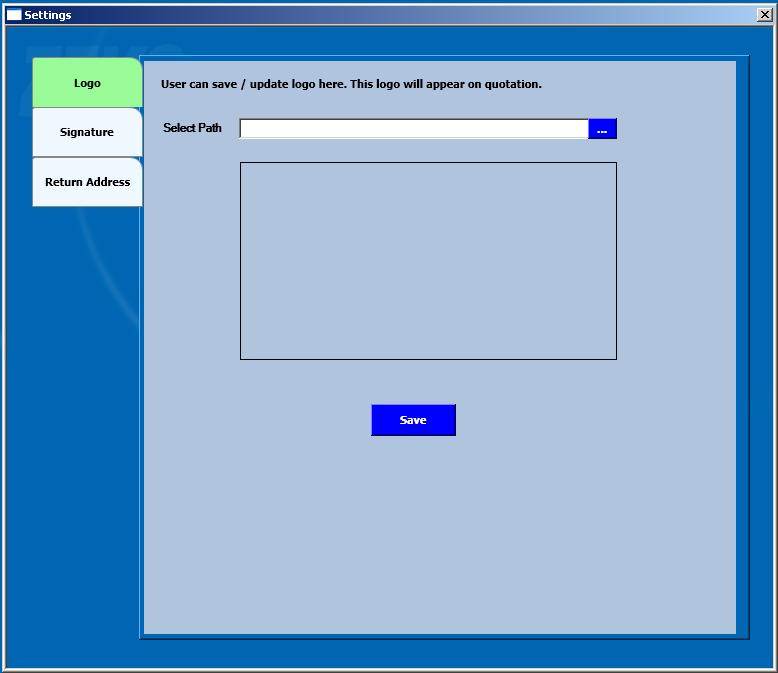 Settings
Logo
Signature
Return Address
User can save / update logo here. This logo will appear on quotation.
Select Path
...
Save